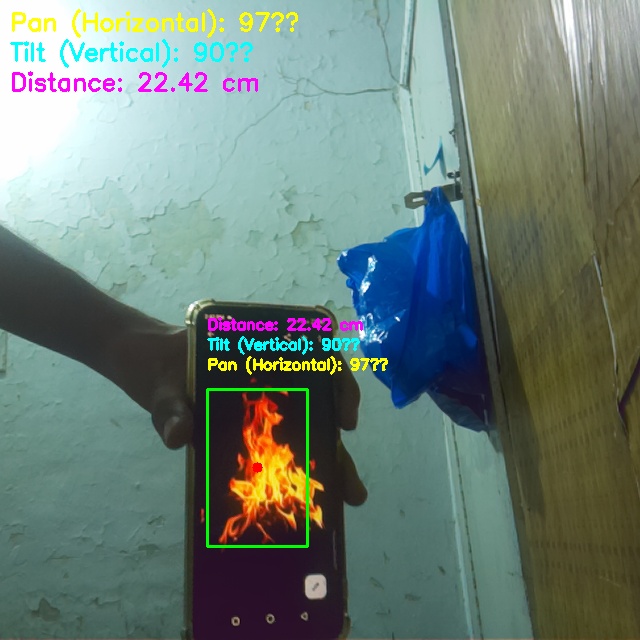 Pan (Horizontal): 97??
Tilt (Vertical): 90??
Distance: 22.42 cm
Distance: 22.42 cm
Tilt (Vertical): 90??
Pan (Horizontal): 97??